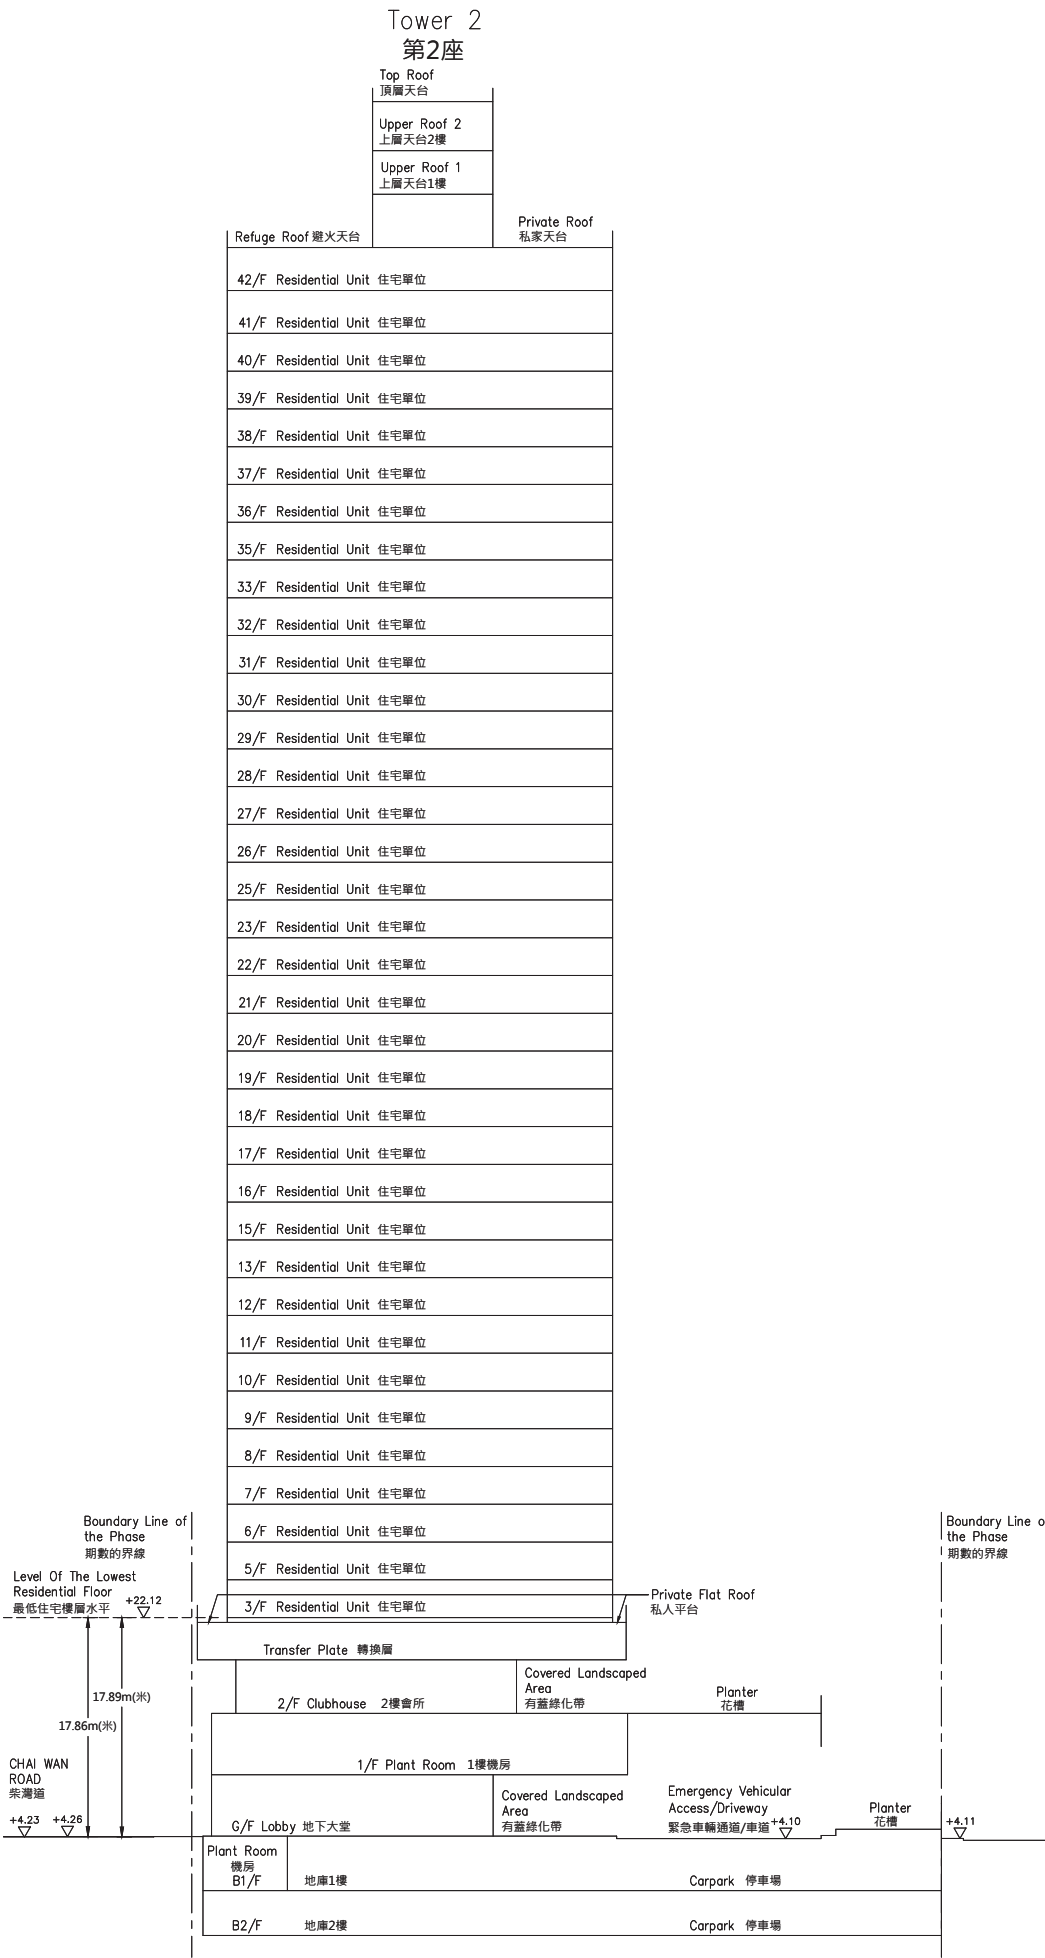 Tower 2
第2座
Top Roof
頂層天台
Upper Roof 2
上層天台2樓
Upper Roof 1
上層天台1樓
Private Roof
私家天台
Refuge Roof 避火天台
42/F Residential Unit 住宅單位
41/F Residential Unit 住宅單位
40/F Residential Unit 住宅單位
39/F Residential Unit 住宅單位
38/F Residential Unit 住宅單位
37/F Residential Unit 住宅單位
36/F Residential Unit 住宅單位
35/F Residential Unit 住宅單位
33/F Residential Unit 住宅單位
32/F Residential Unit 住宅單位
31/F Residential Unit 住宅單位
30/F Residential Unit 住宅單位
29/F Residential Unit 住宅單位
28/F Residential Unit 住宅單位
27/F Residential Unit 住宅單位
26/F Residential Unit 住宅單位
25/F Residential Unit 住宅單位
23/F Residential Unit 住宅單位
22/F Residential Unit 住宅單位
21/F Residential Unit 住宅單位
20/F Residential Unit 住宅單位
19/F Residential Unit 住宅單位
18/F Residential Unit 住宅單位
17/F Residential Unit 住宅單位
16/F Residential Unit 住宅單位
15/F Residential Unit 住宅單位
13/F Residential Unit 住宅單位
12/F Residential Unit 住宅單位
11/F Residential Unit 住宅單位
10/F Residential Unit 住宅單位
9/F Residential Unit 住宅單位
8/F Residential Unit 住宅單位
7/F Residential Unit 住宅單位
6/F Residential Unit 住宅單位
5/F Residential Unit 住宅單位
3/F Residential Unit 住宅單位
Boundary Line of
the Phase
期數的界線
Boundary Line o
the Phase
期數的界線
Level Of The Lowest
Residential Floor
最低住宅樓層水平
+22.12
Private Flat Roof
私人平台
Transfer Plate 轉換層
Covered Landscaped
Area
有蓋綠化帶
2/F Clubhouse 2樓會所
Planter
花槽
17.89m(米)
17.86m(米)
1/F Plant Room 1樓機房
CHAI WAN
ROAD
柴灣道
+4.23
+4.26
G/F Lobby 地下大堂
Covered Landscaped
Area
有蓋綠化帶
Emergency Vehicular
Access/Driveway
緊急車輛通道/車道
+4.10
Planter
花槽
+4.11
Plant Room
機房
B1/F 地庫1樓
Carpark 停車場
B2/F 地庫2樓
Carpark 停車場